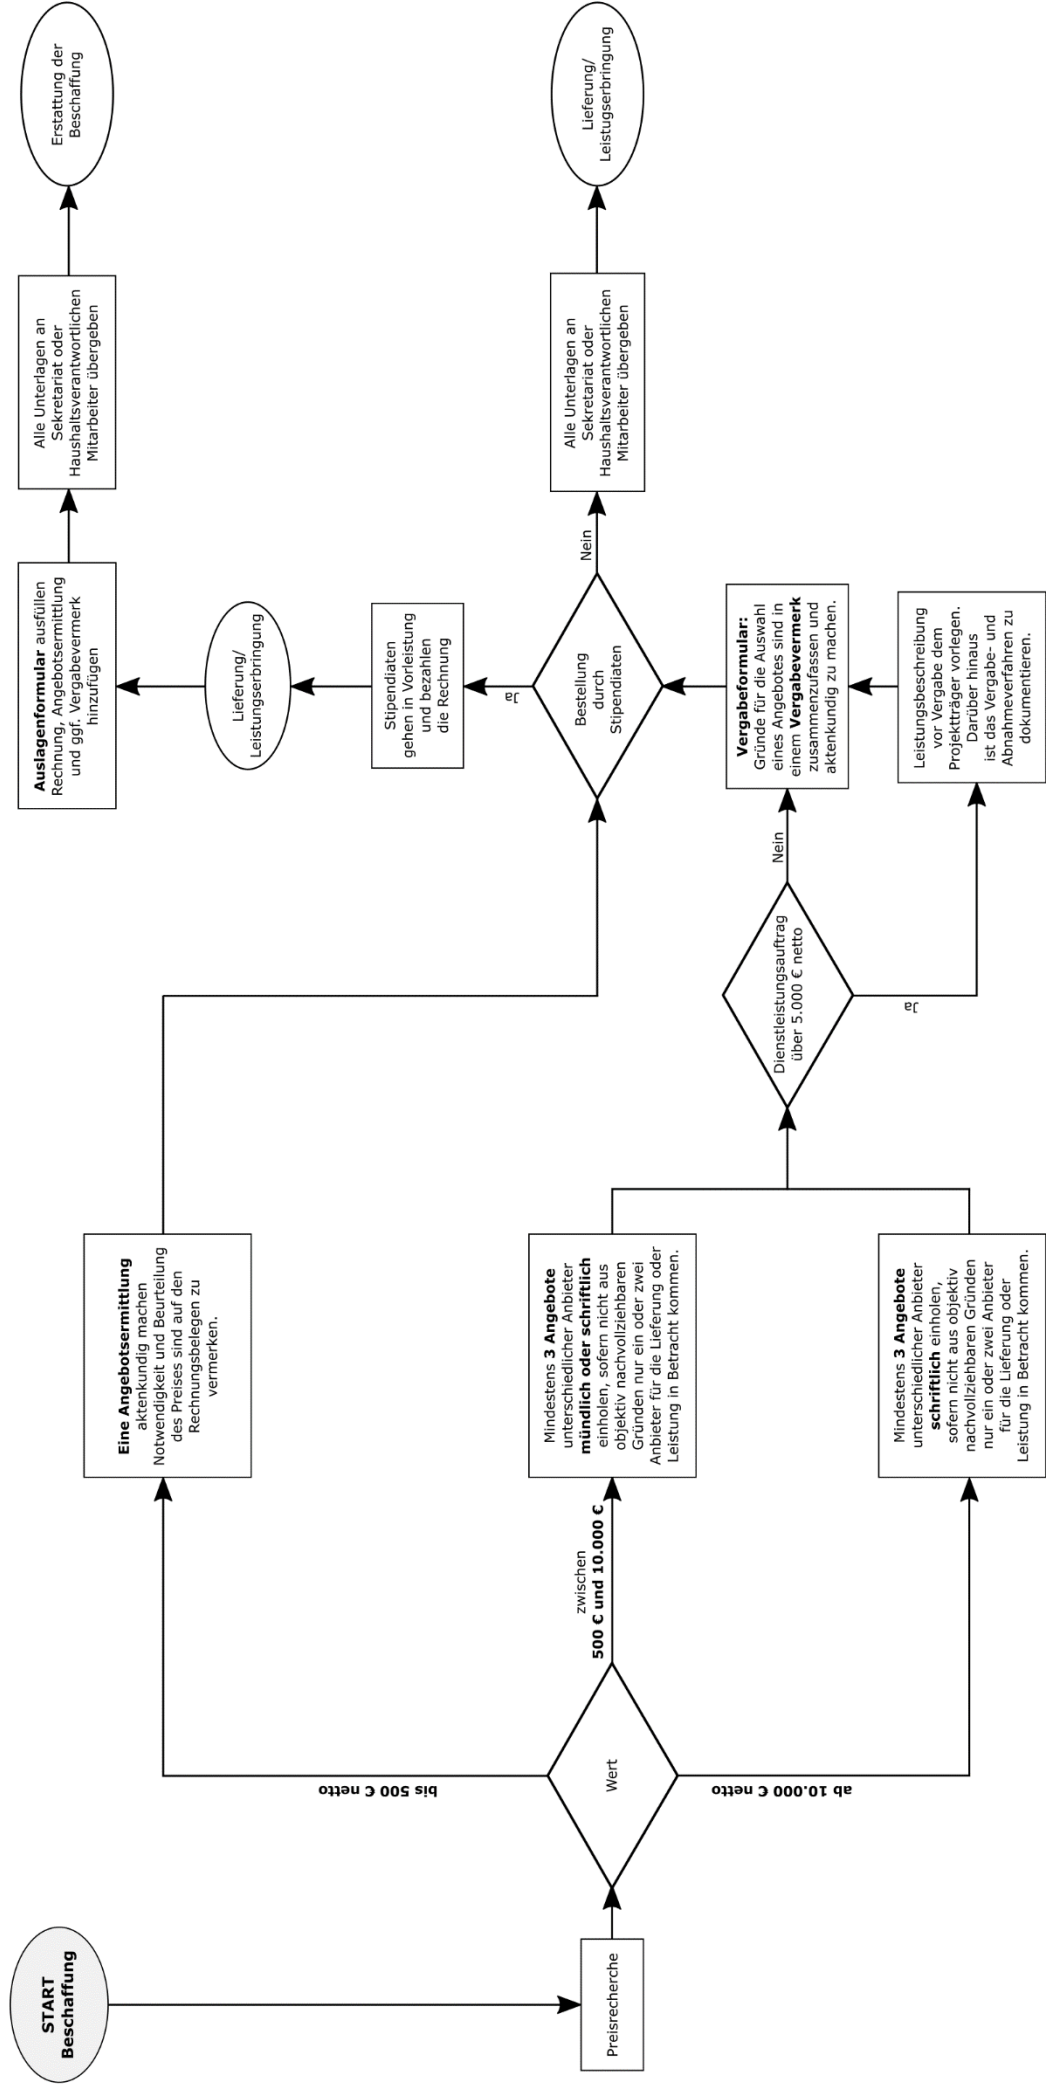 START
Beschaffung
Preisrecherche
Wert
bis 500 € netto
zwischen
500 € und 10.000 €
ab 10.000 € netto
Eine Angebotsermittlung
aktenkundig machen
Notwendigkeit und Beurteilung
des Preises sind auf den
Rechnungsbelegen zu
vermerken.
Mindestens 3 Angebote
unterschiedlicher Anbieter
mündlich oder schriftlich
einholen, sofern nicht aus
objektiv nachvollziehbaren
Gründen nur ein oder zwei
Anbieter für die Lieferung oder
Leistung in Betracht kommen.
Mindestens 3 Angebote
unterschiedlicher Anbieter
schriftlich einholen,
sofern nicht aus objektiv
nachvollziehbaren Gründen
nur ein oder zwei Anbieter
für die Lieferung oder
Leistung in Betracht kommen.
Dienstleistungsauftrag
über 5.000 € netto
Nein
Ja
Vergabeformular:
Gründe für die Auswahl
eines Angebotes sind in
einem Vergabevermerk
zusammenzufassen und
aktenkundig zu machen.
Leistungsbeschreibung
vor Vergabe dem
Projektträger vorlegen.
Darüber hinaus
ist das Vergabe- und
Abnahmeverfahren zu
dokumentieren.
Bestellung
durch
Stipendiaten
Ja
Nein
Stipendiaten
gehen in Vorleistung
und bezahlen
die Rechnung
Lieferung/
Leistungserbringung
Auslagenformular ausfüllen
Rechnung, Angebotsermittlung
und ggf. Vergabevermerk
hinzufügen
Alle Unterlagen an
Sekretariat oder
Haushaltsverantwortlichen
Mitarbeiter übergeben
Erstattung der
Beschaffung
Alle Unterlagen an
Sekretariat oder
Haushaltsverantwortlichen
Mitarbeiter übergeben
Lieferung/
Leistugserbringung